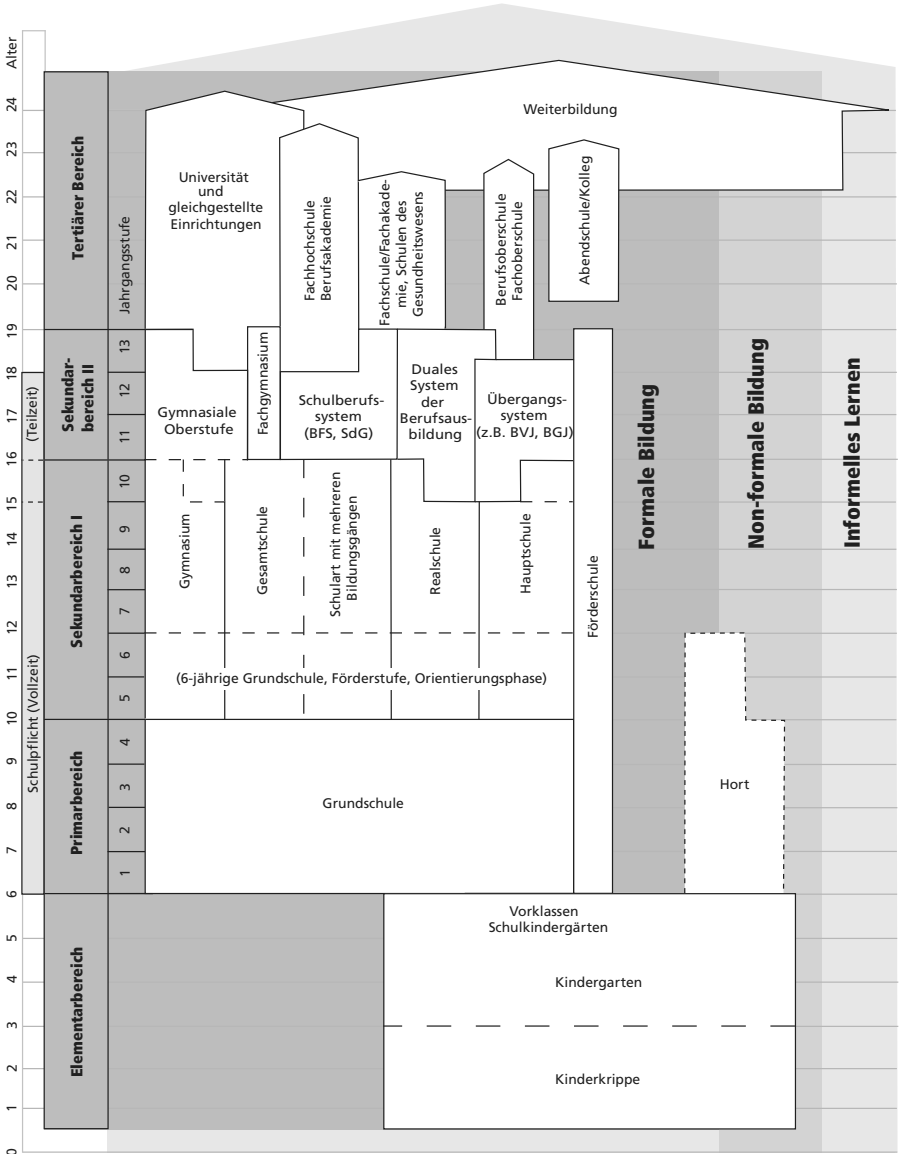 Alter
24
23
22
21
20
19
18
17
16
15
14
13
12
11
10
9
8
7
6
5
4
3
2
1
0
(Teilzeit)
Schulpflicht (Vollzeit)
Tertiärer Bereich
Sekundar-
bereich II
Sekundarbereich I
Primarbereich
Elementarbereich
Jahrgangsstufe
13
12
11
10
9
8
7
6
5
4
3
2
1
Weiterbildung
Universität
und
gleichgestellte
Einrichtungen
Fachhochschule
Berufsakademie
Fachschule/Fachakade-
mie, Schulen des
Gesundheitswesens
Berufsoberschule
Fachoberschule
Abendschule/Kolleg
Gymnasiale
Oberstufe
Fachgymnasium
Schulberufs-
system
(BFS, SdG)
Duales
System
der
Berufsaus-
bildung
Übergangs-
system
(z.B. BVJ, BGJ)
Gymnasium
Gesamtschule
Schulart mit mehreren
Bildungsgängen
Realschule
Hauptschule
Förderschule
(6-jährige Grundschule, Förderstufe, Orientierungsphase)
Grundschule
Formale Bildung
Non-formale Bildung
Informelles Lernen
Hort
Vorklassen
Schulkindergärten
Kindergarten
Kinderkrippe